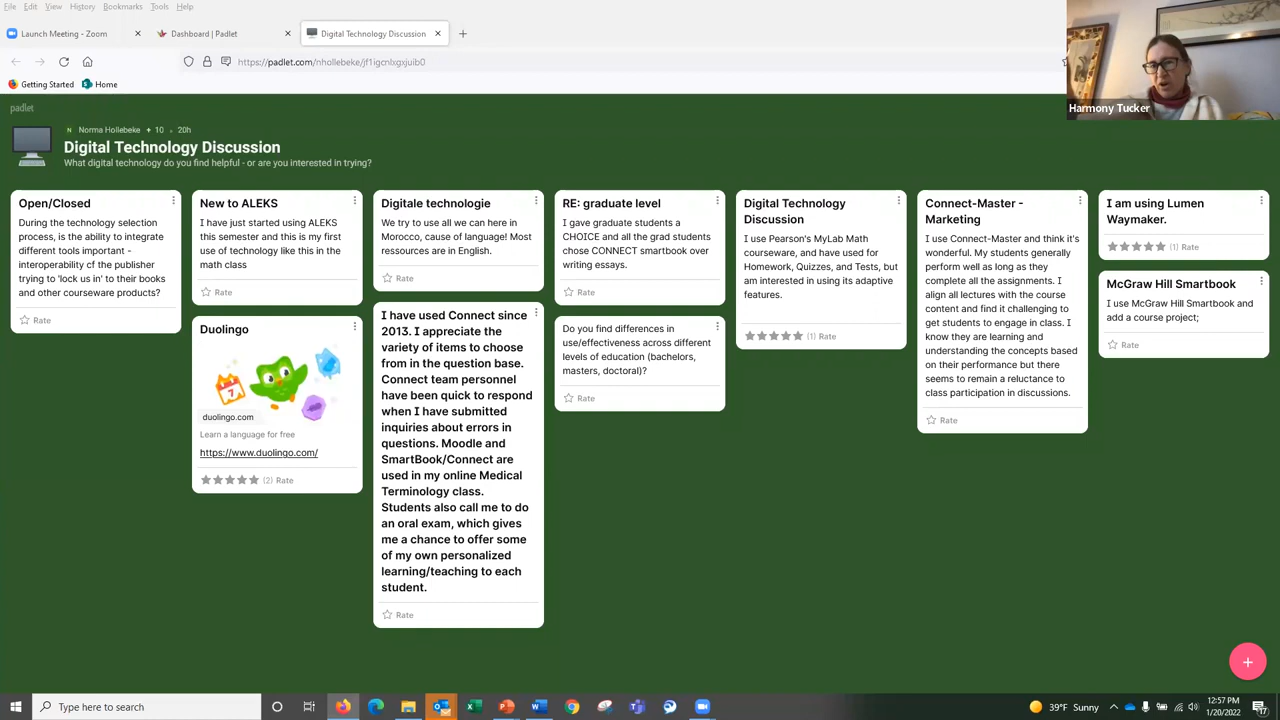 File Edit View History Bookmarks Tools Help
Launch Meeting - Zoom
Dashboard | Padlet
Digital Technology Discussion
https://padlet.com/nhollebeke/jf1igcnlxgxjuib0
Getting Started
Home
Harmony Tucker
padlet
N Norma Hollebeke + 10 . 20h
Digital Technology Discussion
What digital technology do you find helpful - or are you interested in trying?
Open/Closed
During the technology selection
process, is the ability to integrate
different tools important -
interoperability cf the publisher
trying to 'lock us in' to their books
and other courseware products?
Rate
New to ALEKS
I have just started using ALEKS
this semester and this is my first
use of technology like this in the
math class
Rate
Duolingo
7
duolingo.com
Learn a language for free
https://www.duolingo.com/
(2) Rate
Digitale technologie
We try to use all we can here in
Morocco, cause of language! Most
ressources are in English.
Rate
I have used Connect since
2013. I appreciate the
variety of items to choose
from in the question base.
Connect team personnel
have been quick to respond
when I have submitted
inquiries about errors in
questions. Moodle and
SmartBook/Connect are
used in my online Medical
Terminology class.
Students also call me to do
an oral exam, which gives
me a chance to offer some
of my own personalized
learning/teaching to each
student.
Rate
RE: graduate level
I gave graduate students a
CHOICE and all the grad students
chose CONNECT smartbook over
writing essays.
Rate
Do you find differences in
use/effectiveness across different
levels of education (bachelors,
masters, doctoral)?
Rate
Digital Technology
Discussion
I use Pearson's MyLab Math
courseware, and have used for
Homework, Quizzes, and Tests, but
am interested in using its adaptive
features.
(1) Rate
Connect-Master -
Marketing
I use Connect-Master and think it's
wonderful. My students generally
perform well as long as they
complete all the assignments. I
align all lectures with the course
content and find it challenging to
get students to engage in class. I
know they are learning and
understanding the concepts based
on their performance but there
seems to remain a reluctance to
class participation in discussions.
Rate
I am using Lumen
Waymaker.
(1) Rate
McGraw Hill Smartbook
I use McGraw Hill Smartbook and
add a course project;
Rate
Type here to search
39°F Sunny
12:57 PM
1/20/2022
17